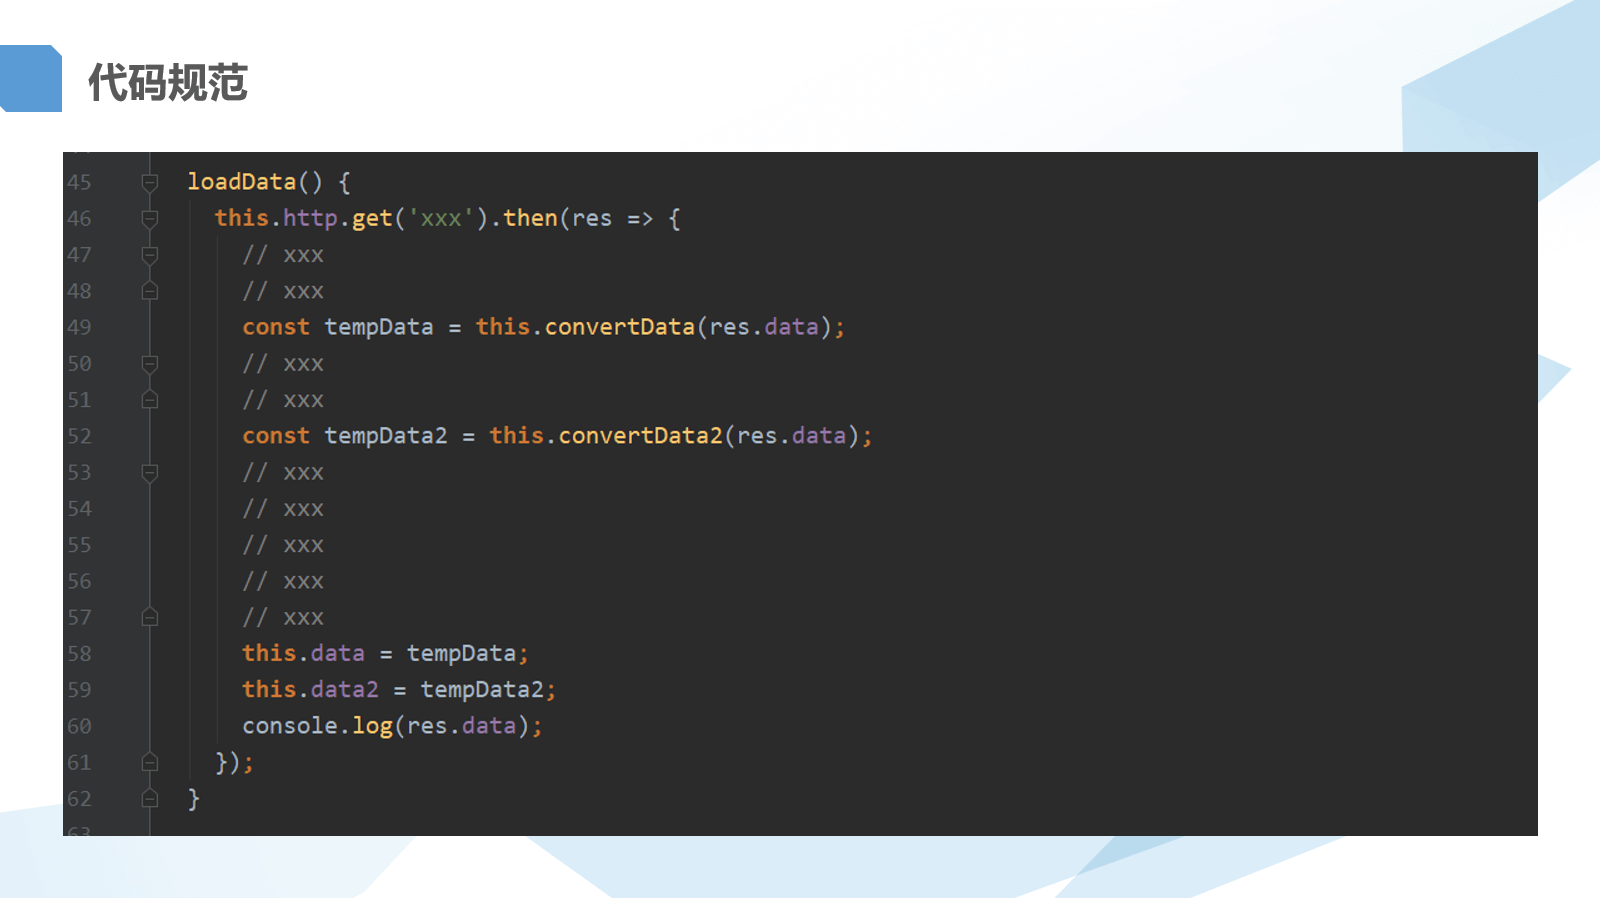 代码规范
45 loadData() {
46 this.http.get('xxx').then(res => {
47 // xxx
48 // xxx
49 const tempData = this.convertData(res.data);
50 // xxx
51 // xxx
52 const tempData2 = this.convertData2(res.data);
53 // xxx
54 // xxx
55 // xxx
56 // xxx
57 // xxx
58 this.data = tempData;
59 this.data2 = tempData2;
60 console.log(res.data);
61 });
62 }
63